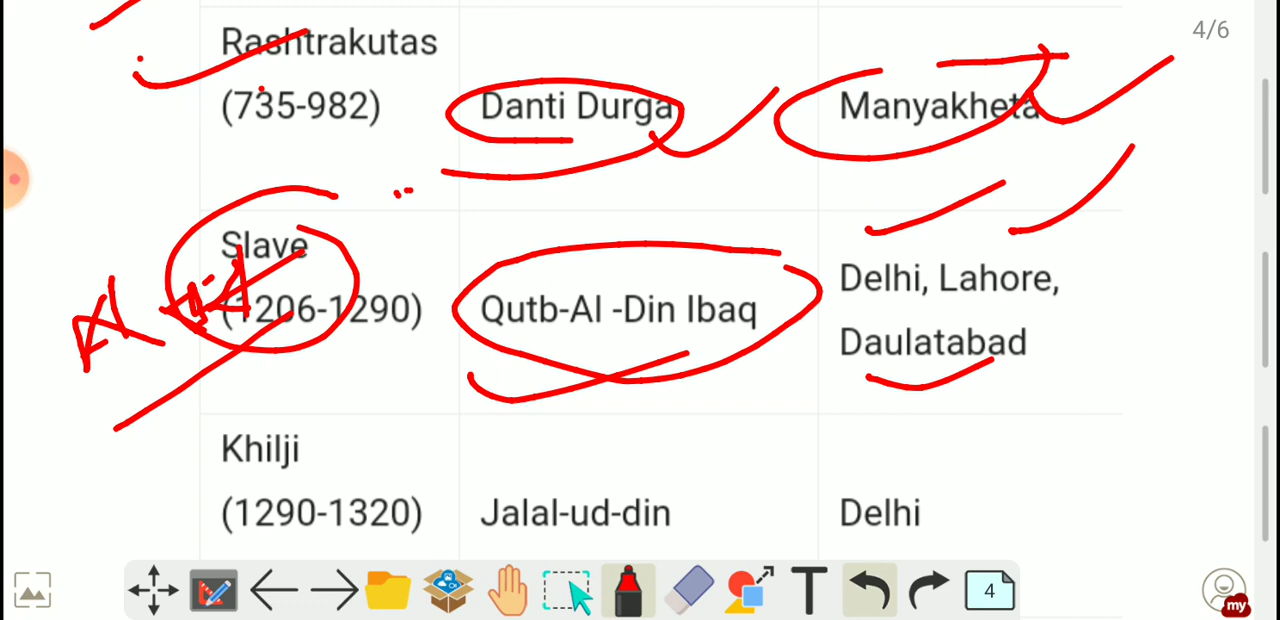 4/6
Rashtrakutas
(735-982)
Danti Durga
Manyakheta
Slave
(1206-1290)
Qutb-Al -Din Ibaq
Delhi, Lahore,
Daulatabad
Khilji
(1290-1320)
Jalal-ud-din
Delhi
T
4
my